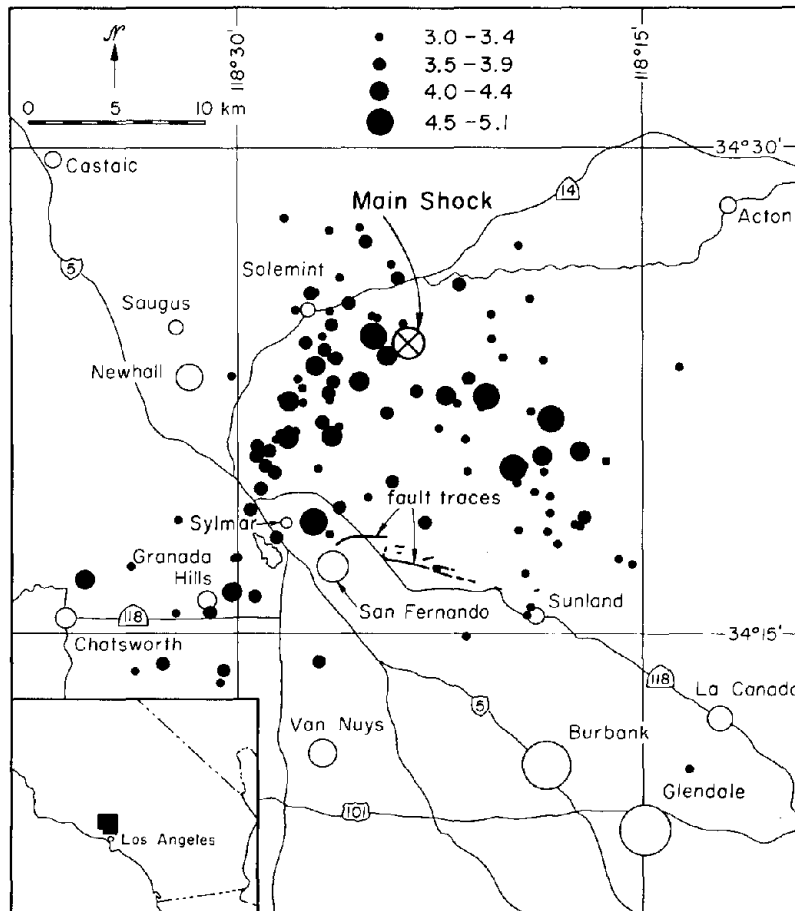 N
0 5 10 km
118°30'
3.0 – 3.4
3.5 – 3.9
4.0 – 4.4
4.5 – 5.1
118°15'
34°30'
Castaic
14
Main Shock
Acton
5
Solemint
Saugus
Newhall
fault traces
Sylmar
Granada
Hills
San Fernando
Sunland
118
Chatsworth
34°15'
118
La Canada
5
Van Nuys
Burbank
Glendale
101
Los Angeles